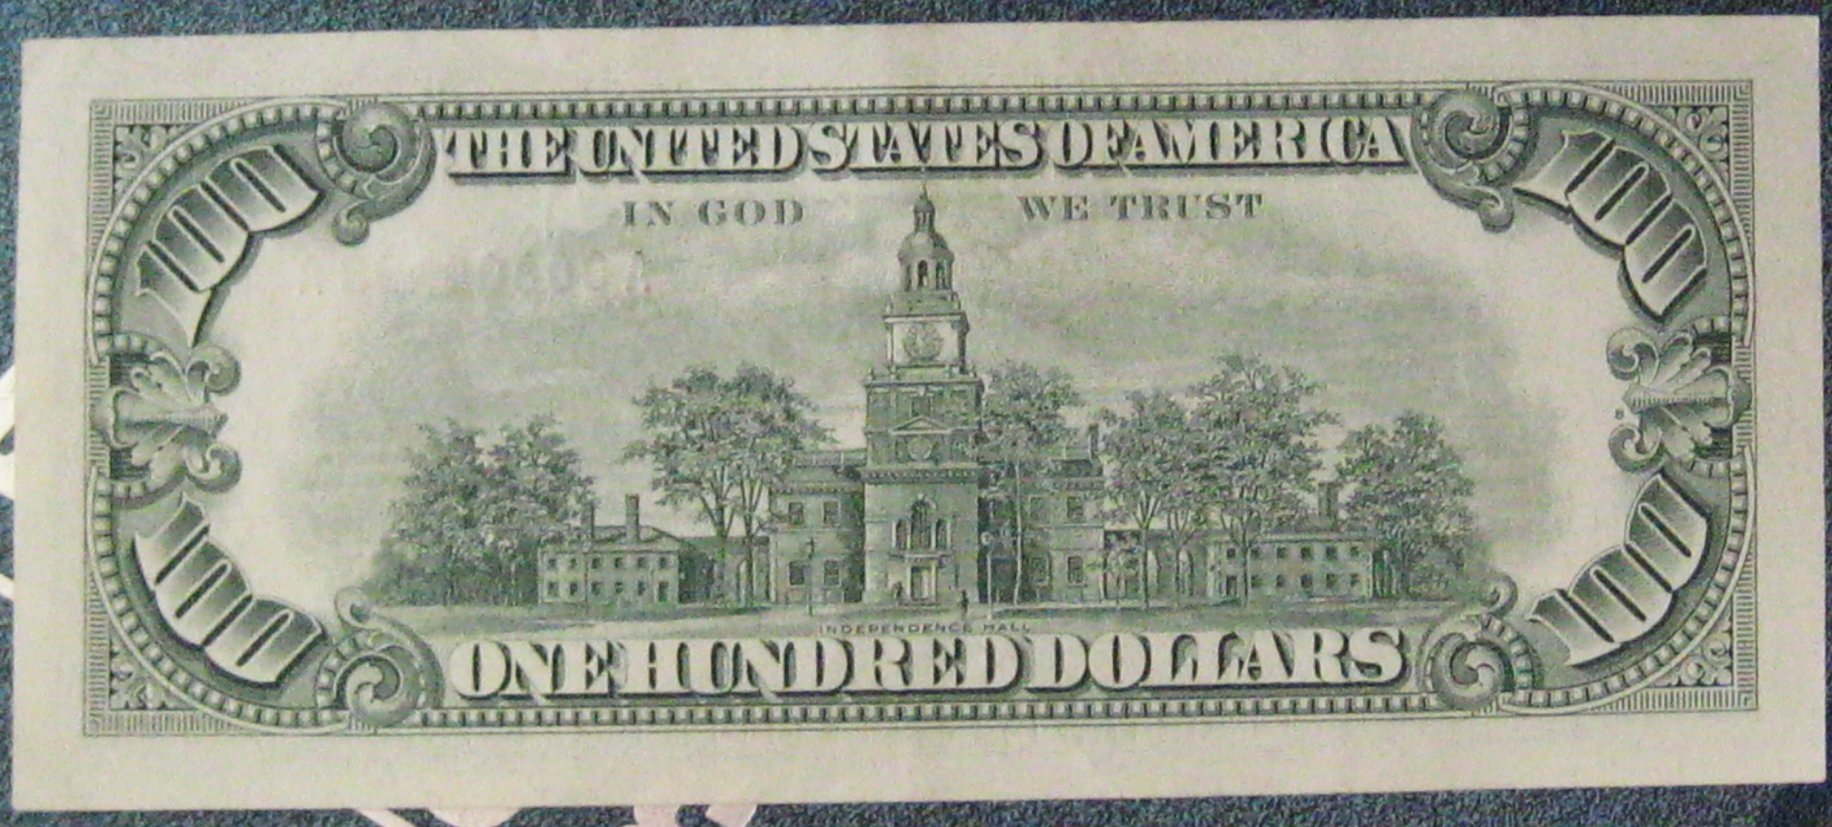 THE UNITED STATES OF AMERICA
100 100
IN GOD WE TRUST
INDEPENDENCE HALL
100 100
ONE HUNDRED DOLLARS